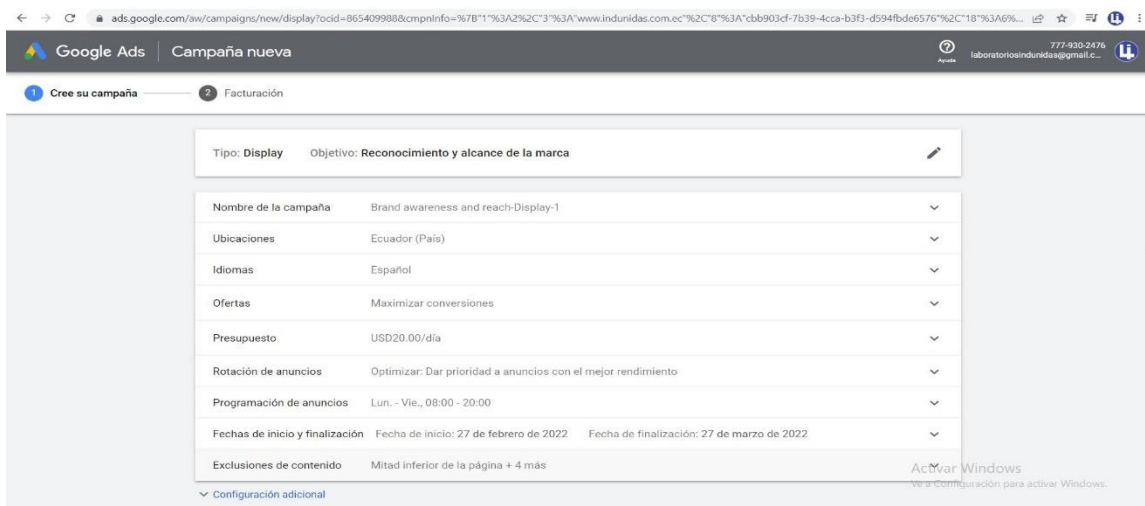 ads.google.com/aw/campaigns/new/display?ocid=865409988&cmpnInfo=%7B"1"%3A2%2C"3"%3A"www.indunidas.com.ec"%2C"8"%3A"cbb903cf-7b39-4cca-b3f3-d594fbde6576"%2C"18"%3A6%...
Google Ads | Campaña nueva
Ayuda
777-930-2476
laboratoriosindunidas@gmail.c...
1 Cree su campaña 2 Facturación
Tipo: Display Objetivo: Reconocimiento y alcance de la marca
Nombre de la campaña Brand awareness and reach-Display-1
Ubicaciones Ecuador (País)
Idiomas Español
Ofertas Maximizar conversiones
Presupuesto USD20.00/día
Rotación de anuncios Optimizar: Dar prioridad a anuncios con el mejor rendimiento
Programación de anuncios Lun. - Vie., 08:00 - 20:00
Fechas de inicio y finalización Fecha de inicio: 27 de febrero de 2022 Fecha de finalización: 27 de marzo de 2022
Exclusiones de contenido Mitad inferior de la página + 4 más
Activar Windows
Ve a Configuración para activar Windows.
Configuración adicional